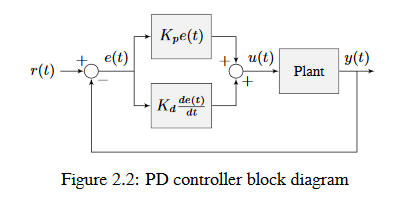 K_p e(t)
r(t) + e(t) + u(t) Plant y(t)
−
+
K_d de(t)/dt
Figure 2.2: PD controller block diagram